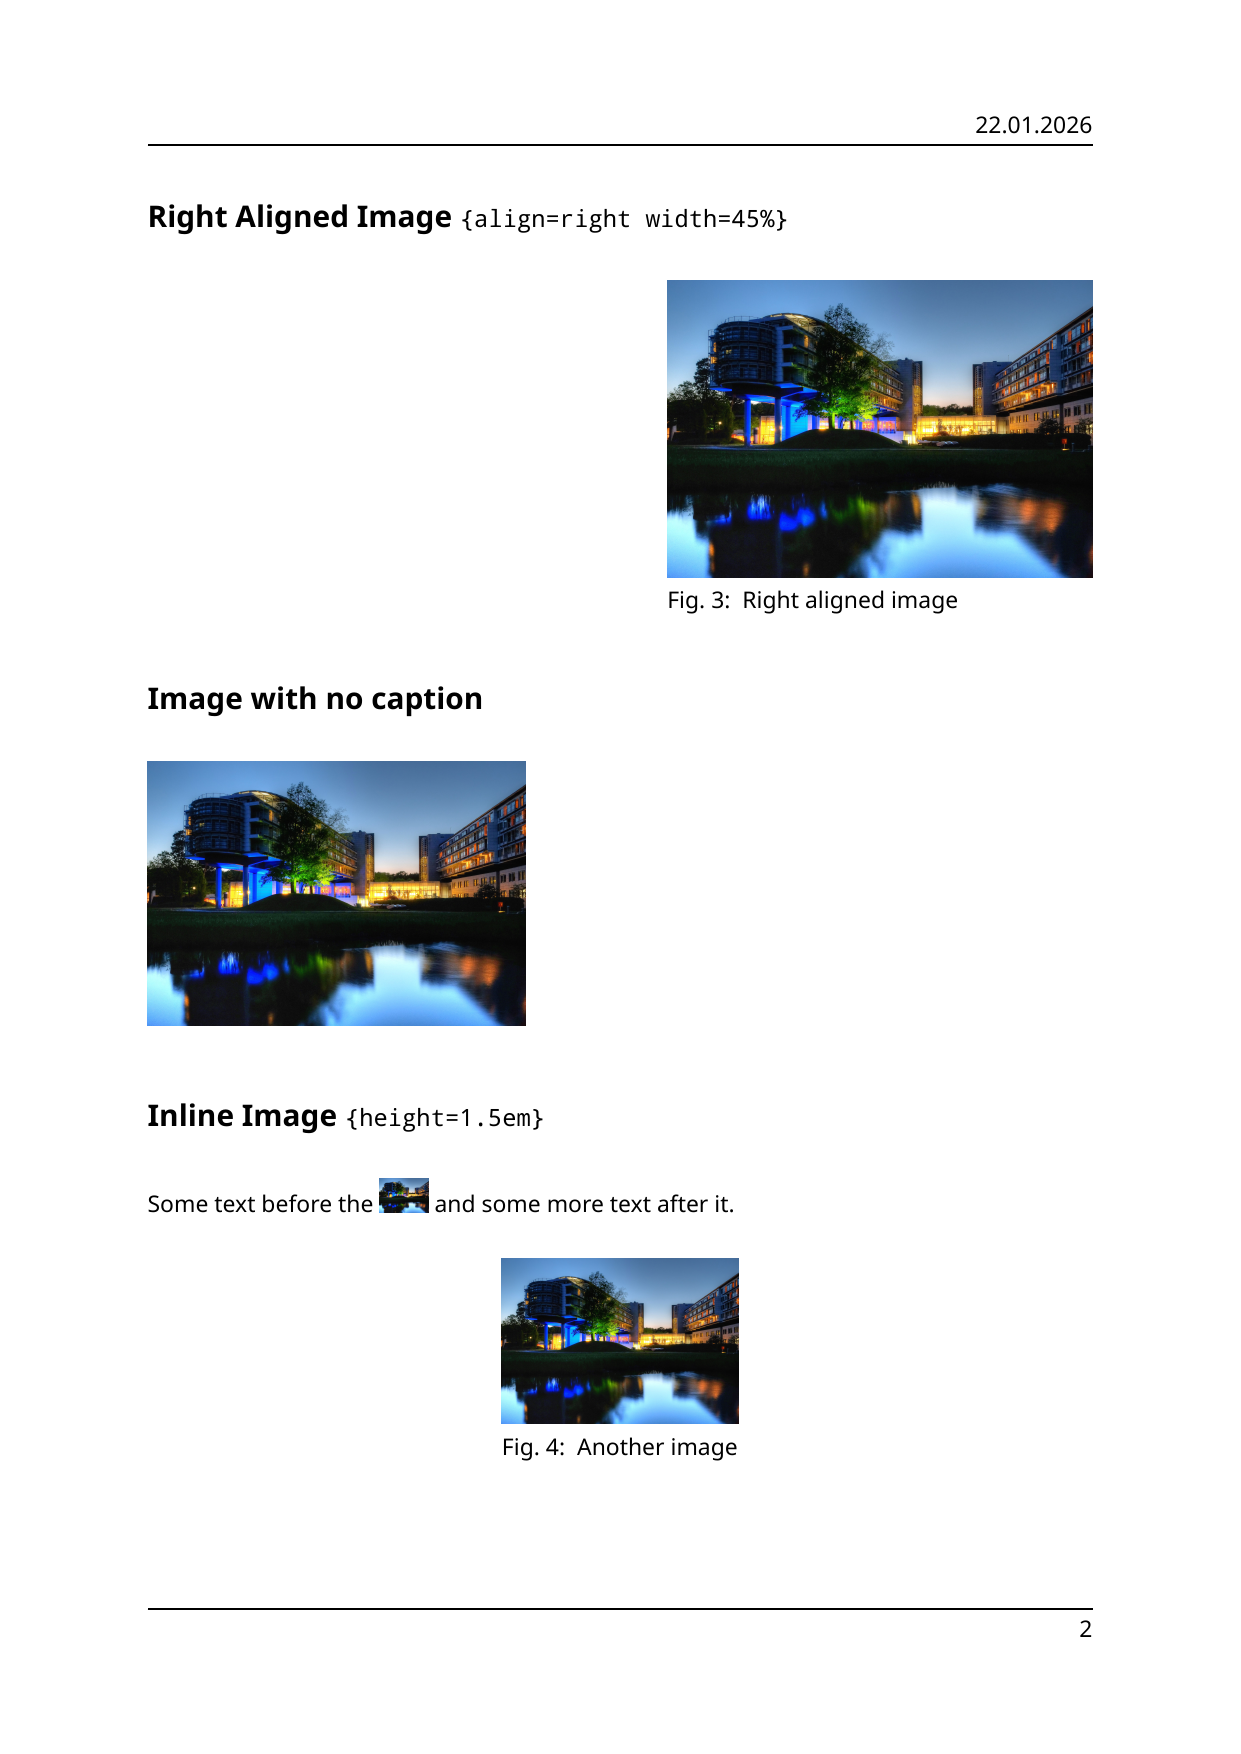 22.01.2026
Right Aligned Image {align=right width=45%}
Fig. 3: Right aligned image
Image with no caption
Inline Image {height=1.5em}
Some text before the and some more text after it.
Fig. 4: Another image
2